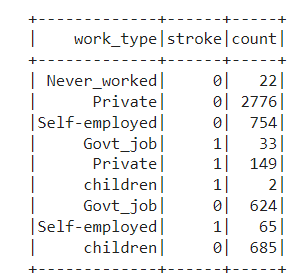 +-------------+------+-----+
|    work_type|stroke|count|
+-------------+------+-----+
| Never_worked|     0|   22|
|      Private|     0| 2776|
|Self-employed|     0|  754|
|     Govt_job|     1|   33|
|      Private|     1|  149|
|     children|     1|    2|
|     Govt_job|     0|  624|
|Self-employed|     1|   65|
|     children|     0|  685|
+-------------+------+-----+